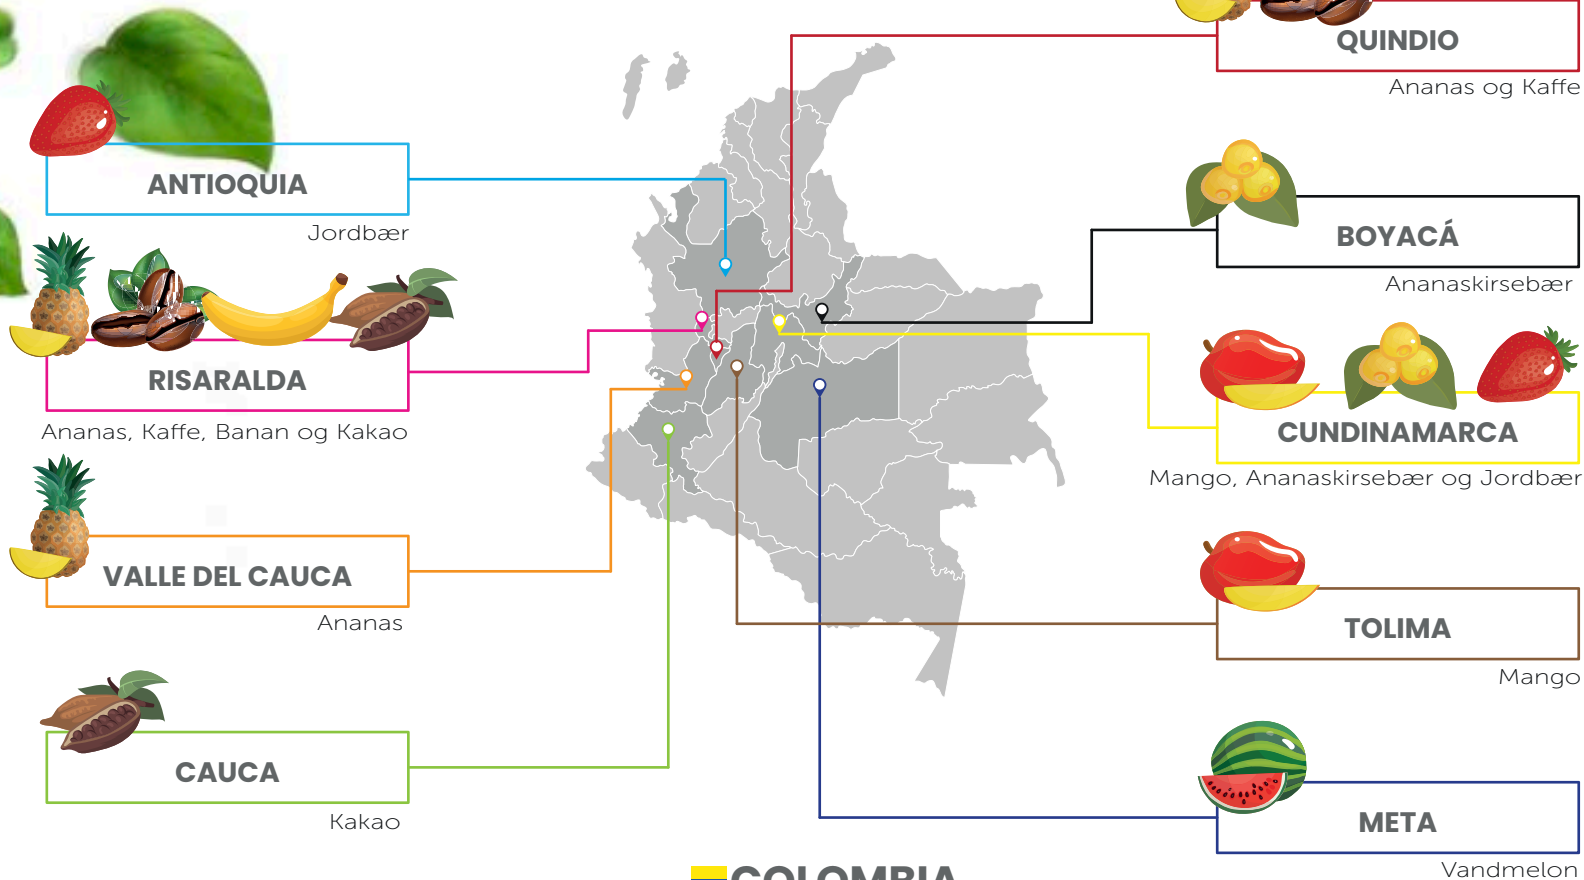 QUINDIO
Ananas og Kaffe
ANTIOQUIA
Jordbær
BOYACÁ
Ananaskirsebær
RISARALDA
Ananas, Kaffe, Banan og Kakao
CUNDINAMARCA
Mango, Ananaskirsebær og Jordbær
VALLE DEL CAUCA
Ananas
TOLIMA
Mango
CAUCA
Kakao
META
Vandmelon
COLOMBIA